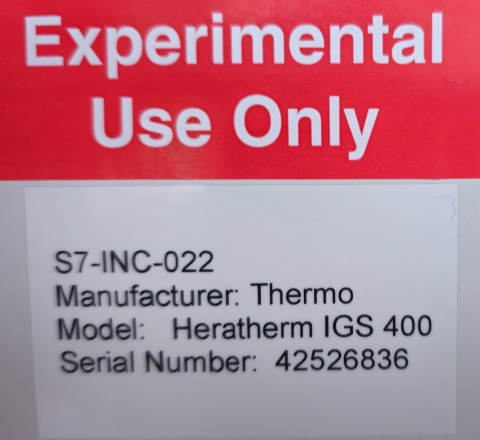 Experimental
Use Only
S7-INC-022
Manufacturer: Thermo
Model: Heratherm IGS 400
Serial Number: 42526836